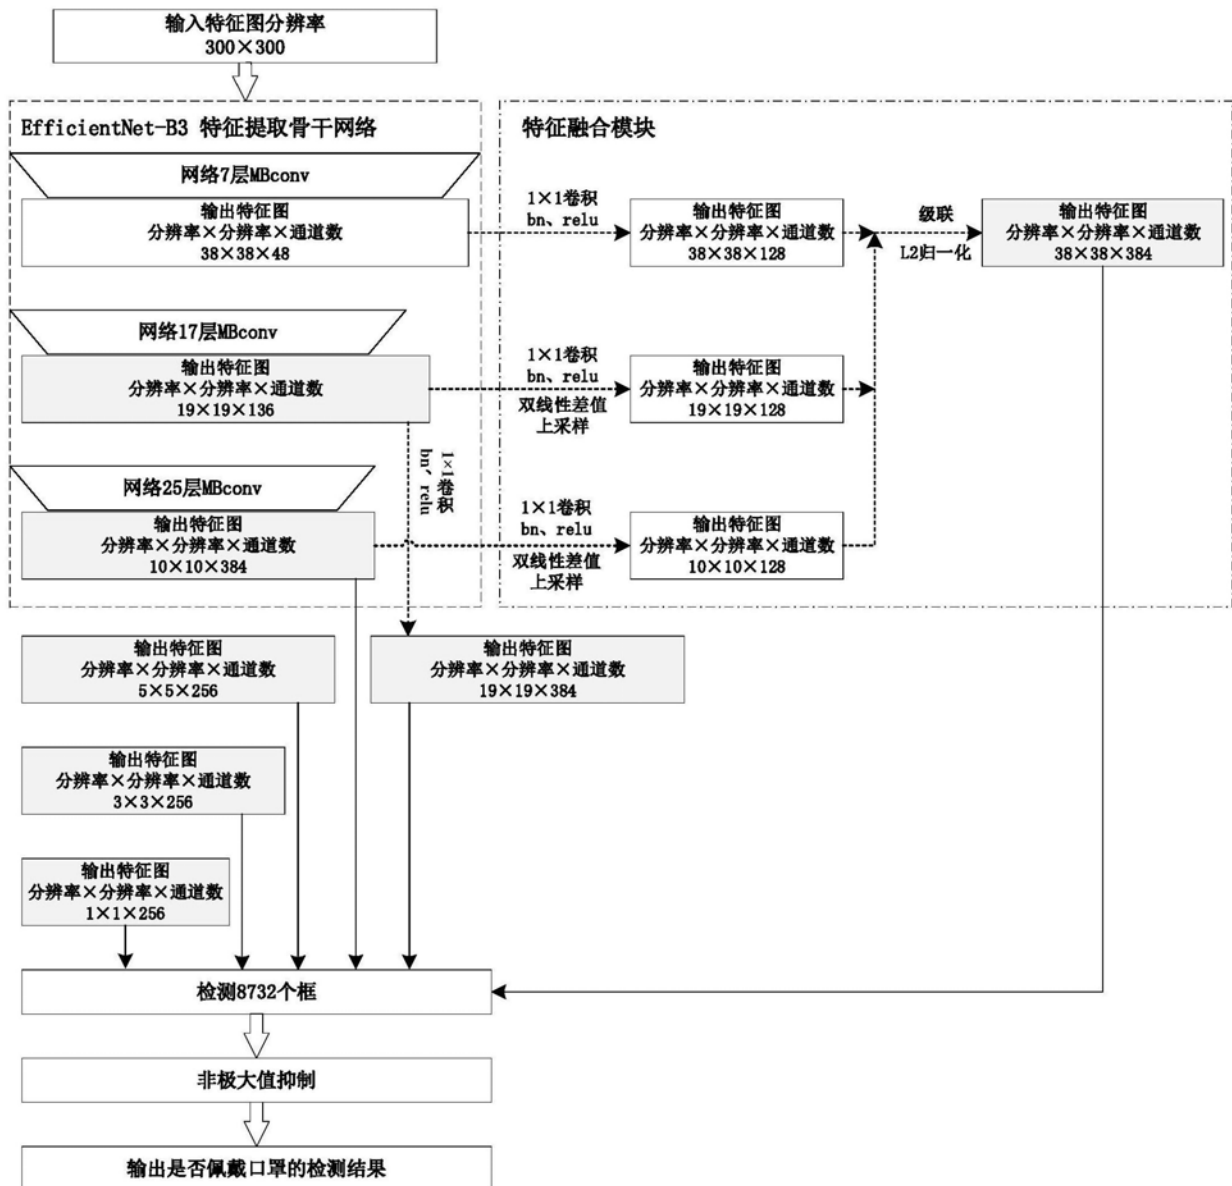 输入特征图分辨率
300×300
EfficientNet-B3 特征提取骨干网络
网络7层MBconv
输出特征图
分辨率×分辨率×通道数
38×38×48
网络17层MBconv
输出特征图
分辨率×分辨率×通道数
19×19×136
网络25层MBconv
输出特征图
分辨率×分辨率×通道数
10×10×384
特征融合模块
1×1卷积
bn、relu
输出特征图
分辨率×分辨率×通道数
38×38×128
级联
L2归一化
输出特征图
分辨率×分辨率×通道数
38×38×384
1×1卷积
bn、relu
双线性差值
上采样
输出特征图
分辨率×分辨率×通道数
19×19×128
1×1卷积
bn、relu
1×1卷积
bn、relu
双线性差值
上采样
输出特征图
分辨率×分辨率×通道数
10×10×128
输出特征图
分辨率×分辨率×通道数
5×5×256
输出特征图
分辨率×分辨率×通道数
19×19×384
输出特征图
分辨率×分辨率×通道数
3×3×256
输出特征图
分辨率×分辨率×通道数
1×1×256
检测8732个框
非极大值抑制
输出是否佩戴口罩的检测结果